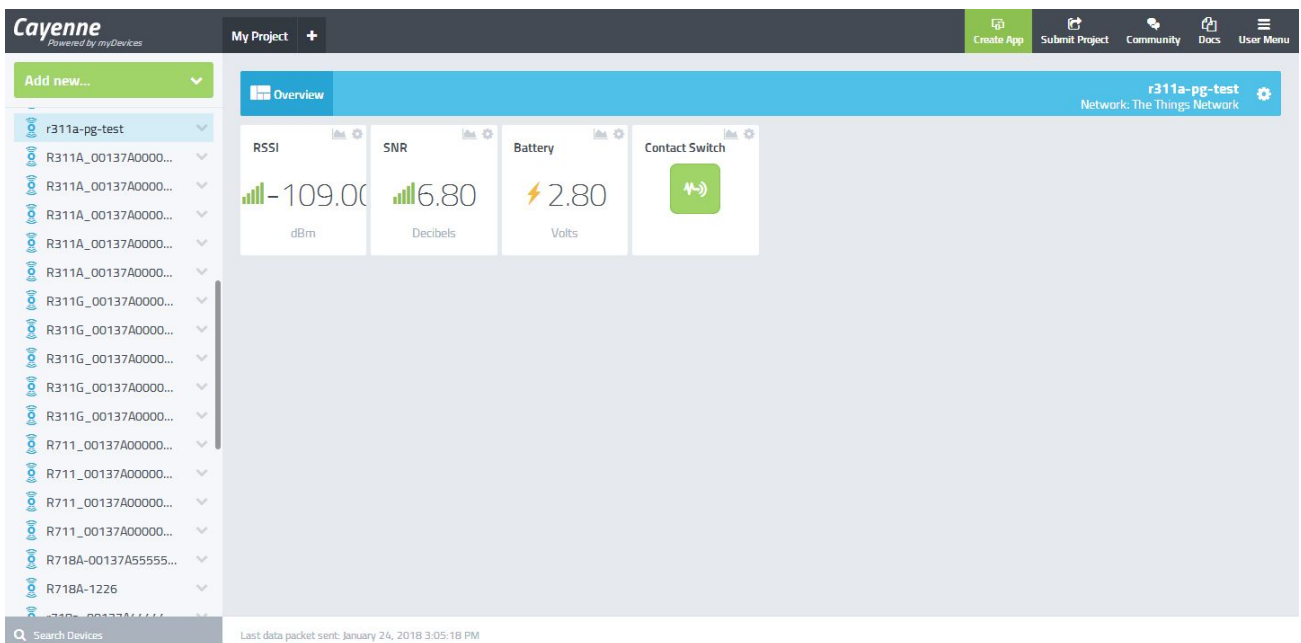 Cayenne
Powered by myDevices
My Project +
Create App
Submit Project
Community
Docs
User Menu
Add new...
r311a-pg-test
R311A_00137A0000...
R311A_00137A0000...
R311A_00137A0000...
R311A_00137A0000...
R311A_00137A0000...
R311G_00137A0000...
R311G_00137A0000...
R311G_00137A0000...
R311G_00137A0000...
R311G_00137A0000...
R711_00137A00000...
R711_00137A00000...
R711_00137A00000...
R711_00137A00000...
R718A-00137A55555...
R718A-1226
Search Devices
Overview
r311a-pg-test
Network: The Things Network
RSSI
-109.00
dBm
SNR
6.80
Decibels
Battery
2.80
Volts
Contact Switch
Last data packet sent: January 24, 2018 3:05:18 PM